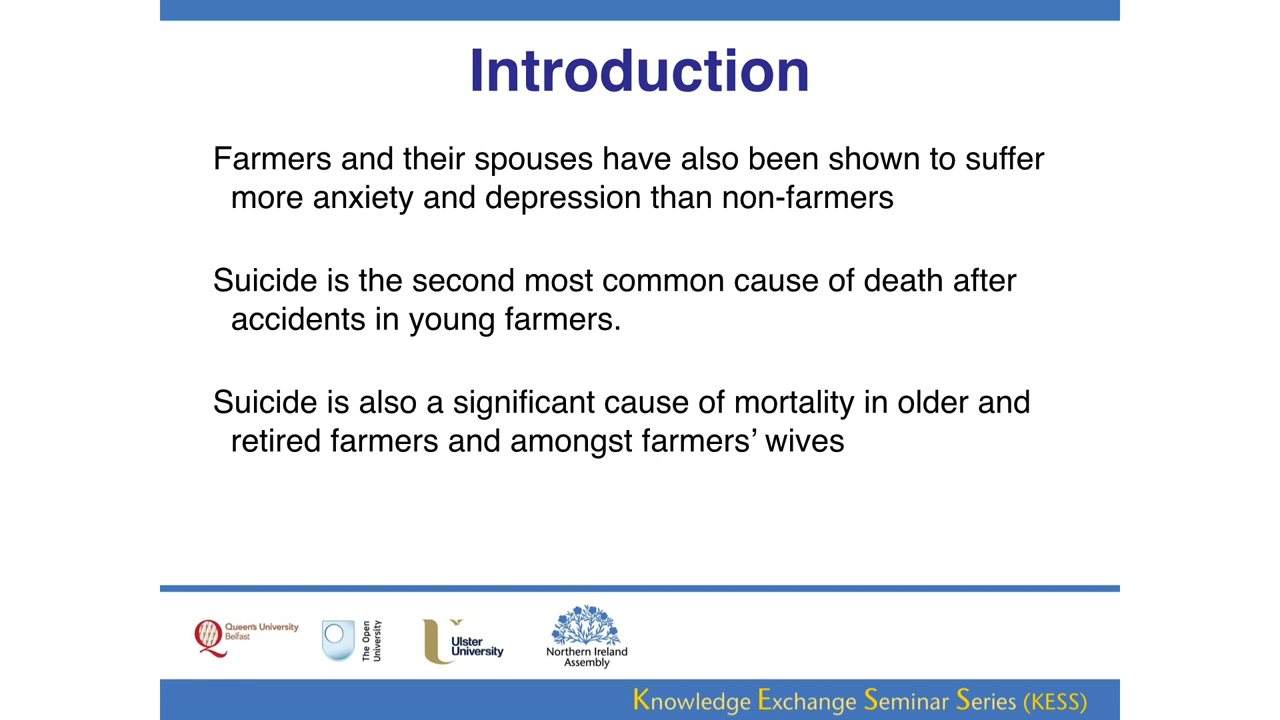 Introduction
Farmers and their spouses have also been shown to suffer
more anxiety and depression than non-farmers
Suicide is the second most common cause of death after
accidents in young farmers.
Suicide is also a significant cause of mortality in older and
retired farmers and amongst farmers’ wives
Queen's University
Belfast
The Open
University
Ulster
University
Northern Ireland
Assembly
Knowledge Exchange Seminar Series (KESS)